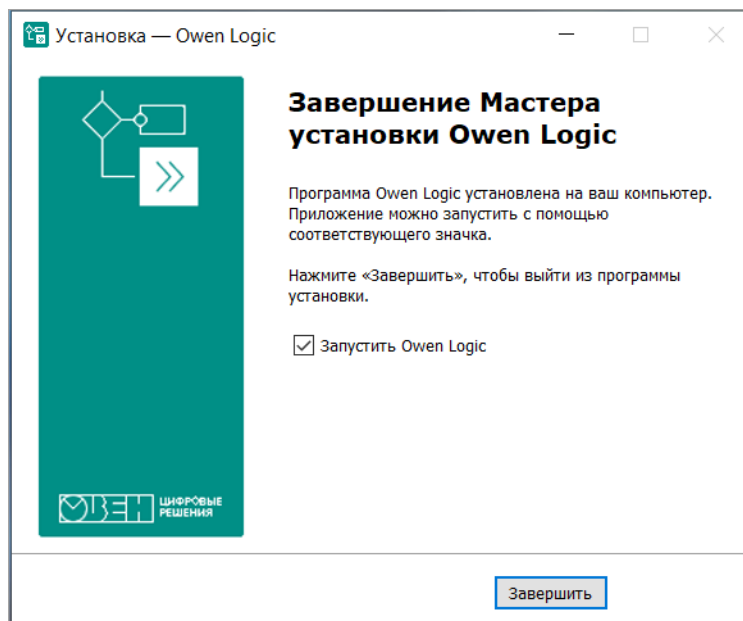 Установка — Owen Logic
Завершение Мастера
установки Owen Logic
Программа Owen Logic установлена на ваш компьютер.
Приложение можно запустить с помощью
соответствующего значка.
Нажмите «Завершить», чтобы выйти из программы
установки.
Запустить Owen Logic
ОВЕН ЦИФРОВЫЕ
РЕШЕНИЯ
Завершить